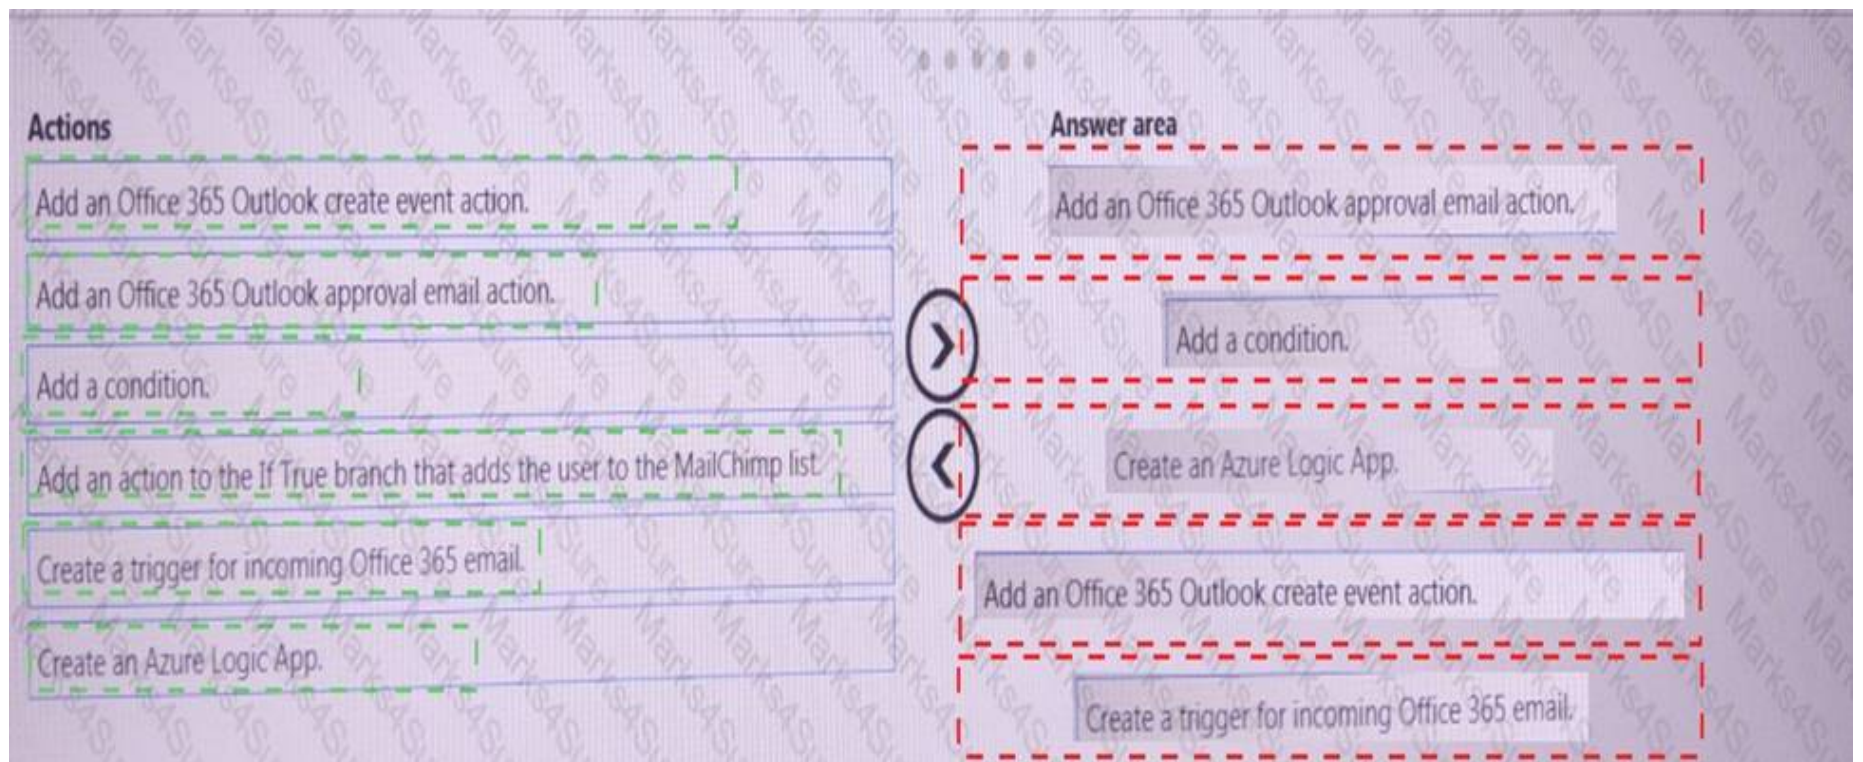 Actions
Add an Office 365 Outlook create event action.
Add an Office 365 Outlook approval email action.
Add a condition.
Add an action to the If True branch that adds the user to the MailChimp list.
Create a trigger for incoming Office 365 email.
Create an Azure Logic App.
Answer area
Add an Office 365 Outlook approval email action.
Add a condition.
Create an Azure Logic App.
Add an Office 365 Outlook create event action.
Create a trigger for incoming Office 365 email.
Marks4Sure